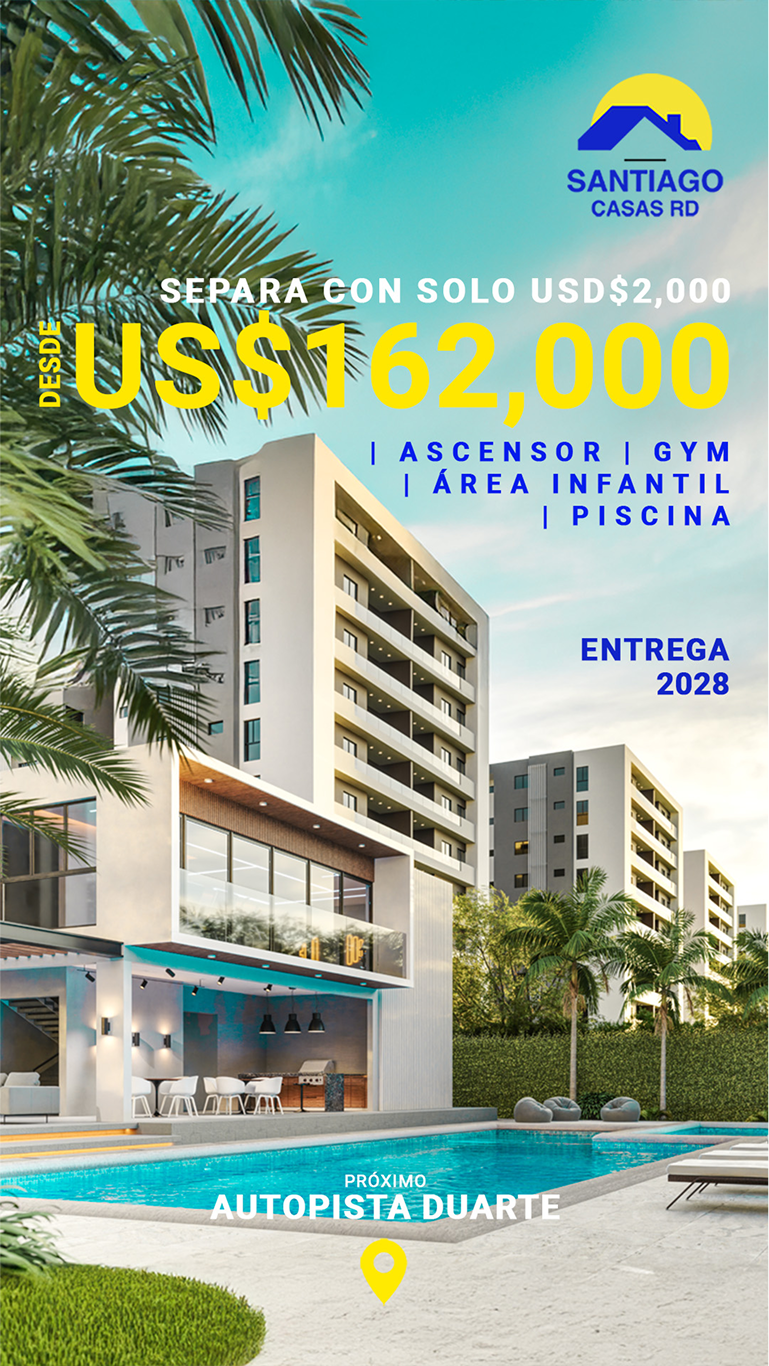 SANTIAGO
CASAS RD
SEPARA CON SOLO USD$2,000
DESDE
US$162,000
| ASCENSOR | GYM
| ÁREA INFANTIL
| PISCINA
ENTREGA
2028
PRÓXIMO
AUTOPISTA DUARTE